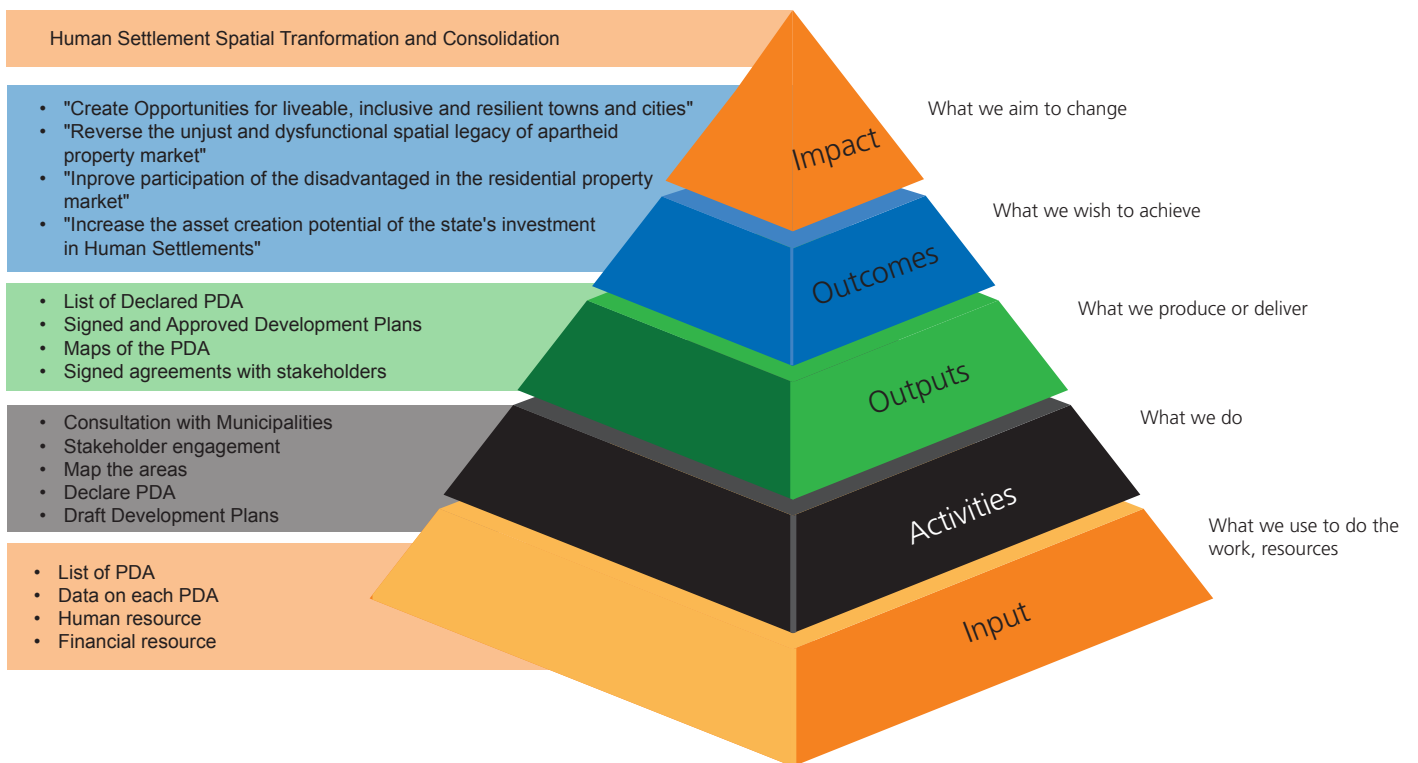 Human Settlement Spatial Tranformation and Consolidation
• "Create Opportunities for liveable, inclusive and resilient towns and cities"
• "Reverse the unjust and dysfunctional spatial legacy of apartheid
property market"
• "Inprove participation of the disadvantaged in the residential property
market"
• "Increase the asset creation potential of the state's investment
in Human Settlements"
• List of Declared PDA
• Signed and Approved Development Plans
• Maps of the PDA
• Signed agreements with stakeholders
• Consultation with Municipalities
• Stakeholder engagement
• Map the areas
• Declare PDA
• Draft Development Plans
• List of PDA
• Data on each PDA
• Human resource
• Financial resource
Impact
Outcomes
Outputs
Activities
Input
What we aim to change
What we wish to achieve
What we produce or deliver
What we do
What we use to do the
work, resources